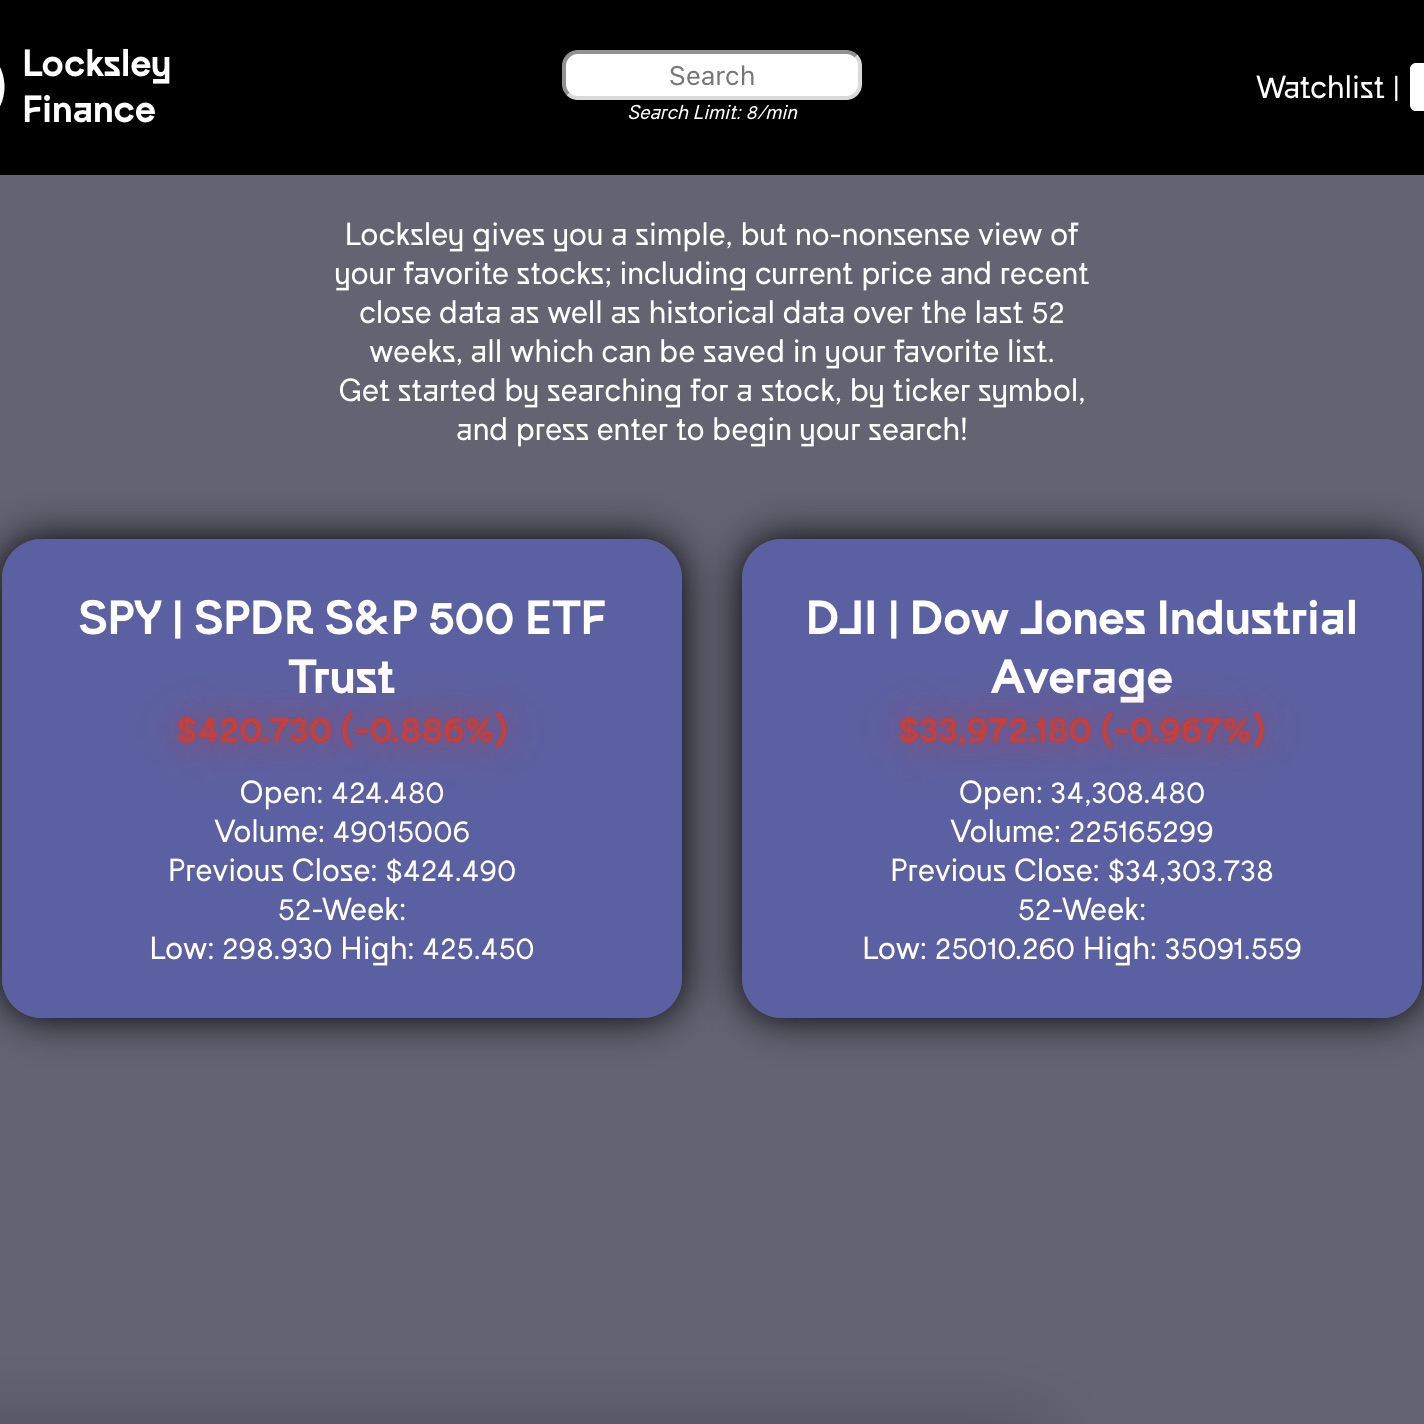 Locksley
Finance
Search
Search Limit: 8/min
Watchlist |
Locksley gives you a simple, but no-nonsense view of
your favorite stocks; including current price and recent
close data as well as historical data over the last 52
weeks, all which can be saved in your favorite list.
Get started by searching for a stock, by ticker symbol,
and press enter to begin your search!
SPY | SPDR S&P 500 ETF
Trust
$420.730 (-0.886%)
Open: 424.480
Volume: 49015006
Previous Close: $424.490
52-Week:
Low: 298.930 High: 425.450
DJI | Dow Jones Industrial
Average
$33,972.180 (-0.967%)
Open: 34,308.480
Volume: 225165299
Previous Close: $34,303.738
52-Week:
Low: 25010.260 High: 35091.559